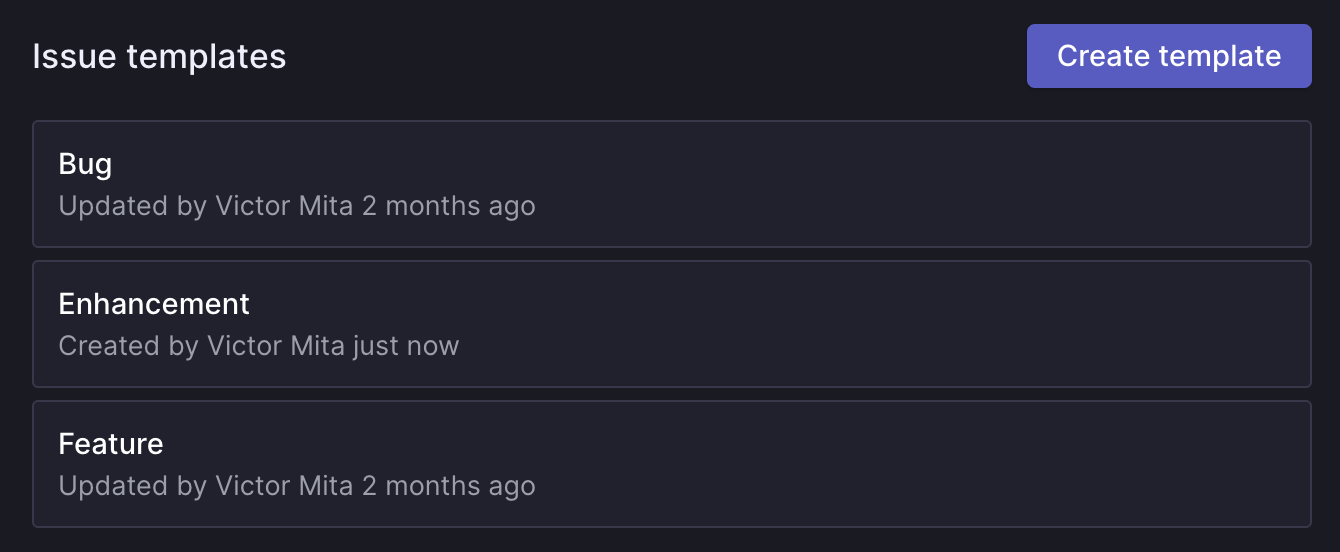 Issue templates
Create template
Bug
Updated by Victor Mita 2 months ago
Enhancement
Created by Victor Mita just now
Feature
Updated by Victor Mita 2 months ago